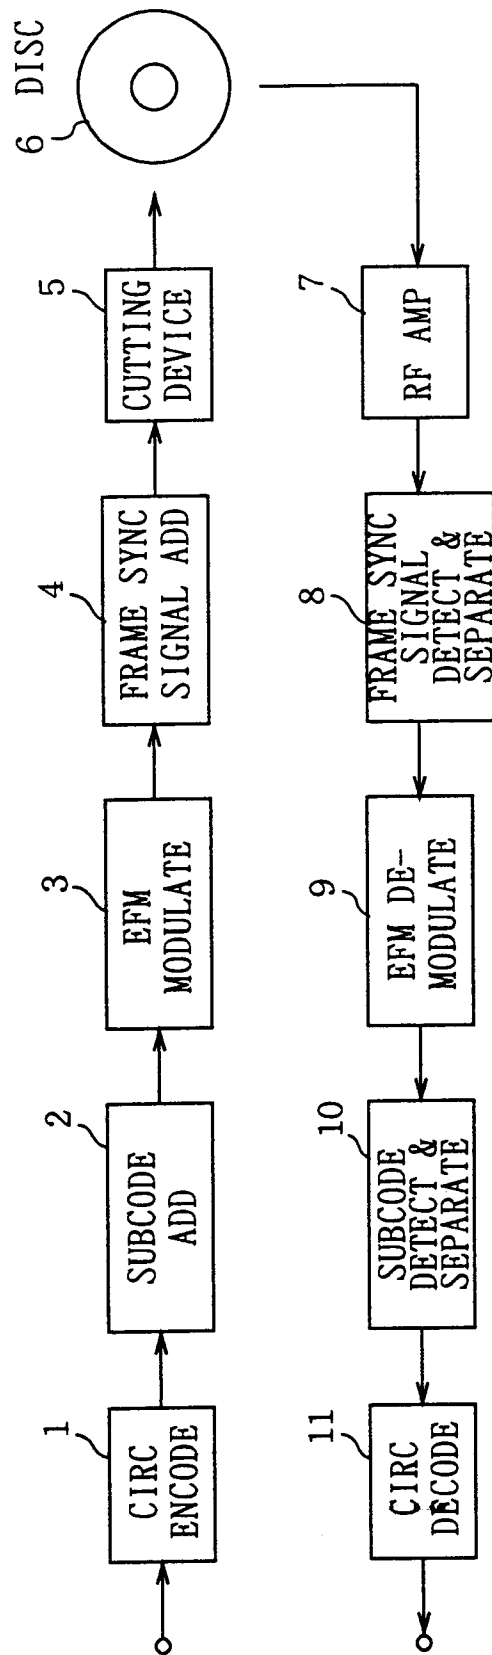 1
CIRC
ENCODE
2
SUBCODE
ADD
3
EFM
MODULATE
4
FRAME SYNC
SIGNAL ADD
5
CUTTING
DEVICE
6 DISC
7
RF AMP
8
FRAME SYNC
SIGNAL
DETECT &
SEPARATE
9
EFM DE-
MODULATE
10
SUBCODE
DETECT &
SEPARATE
11
CIRC
DECODE